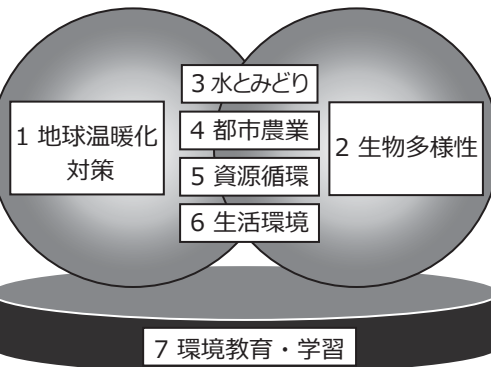 1 地球温暖化
対策
2 生物多様性
3 水とみどり
4 都市農業
5 資源循環
6 生活環境
7 環境教育・学習